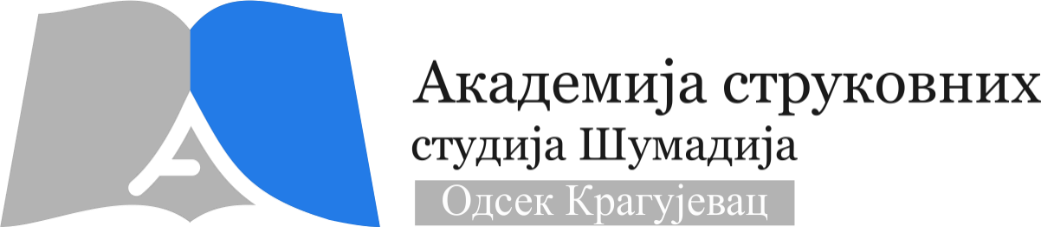 Академија струковних
студија Шумадија
Одсек Крагујевац